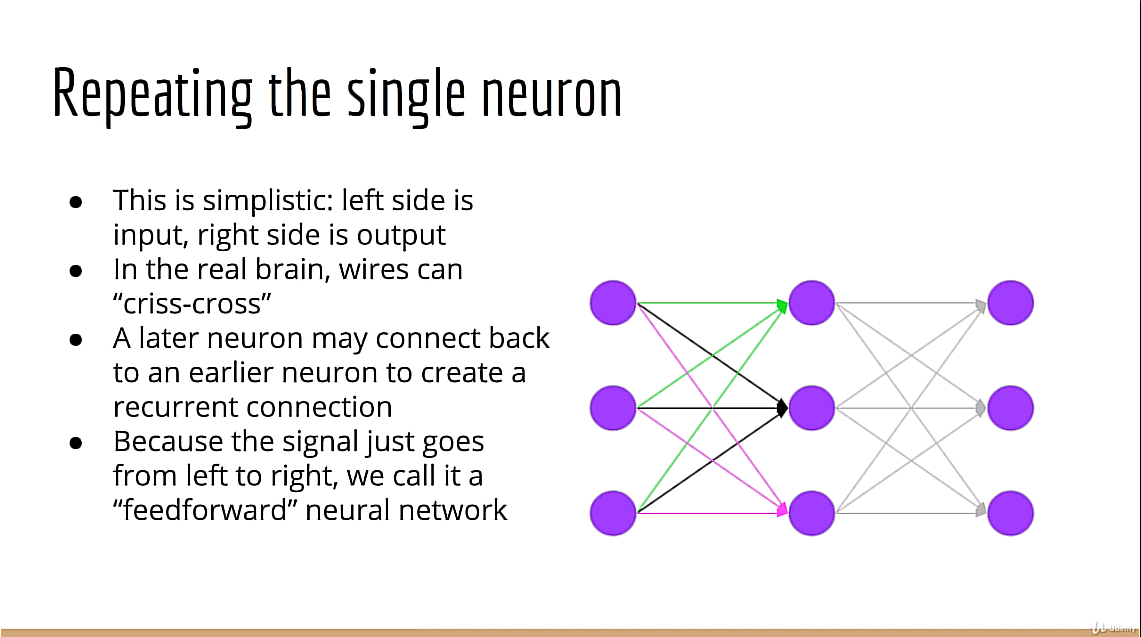 Repeating the single neuron
● This is simplistic: left side is
input, right side is output
● In the real brain, wires can
“criss-cross”
● A later neuron may connect back
to an earlier neuron to create a
recurrent connection
● Because the signal just goes
from left to right, we call it a
“feedforward” neural network
Udemy